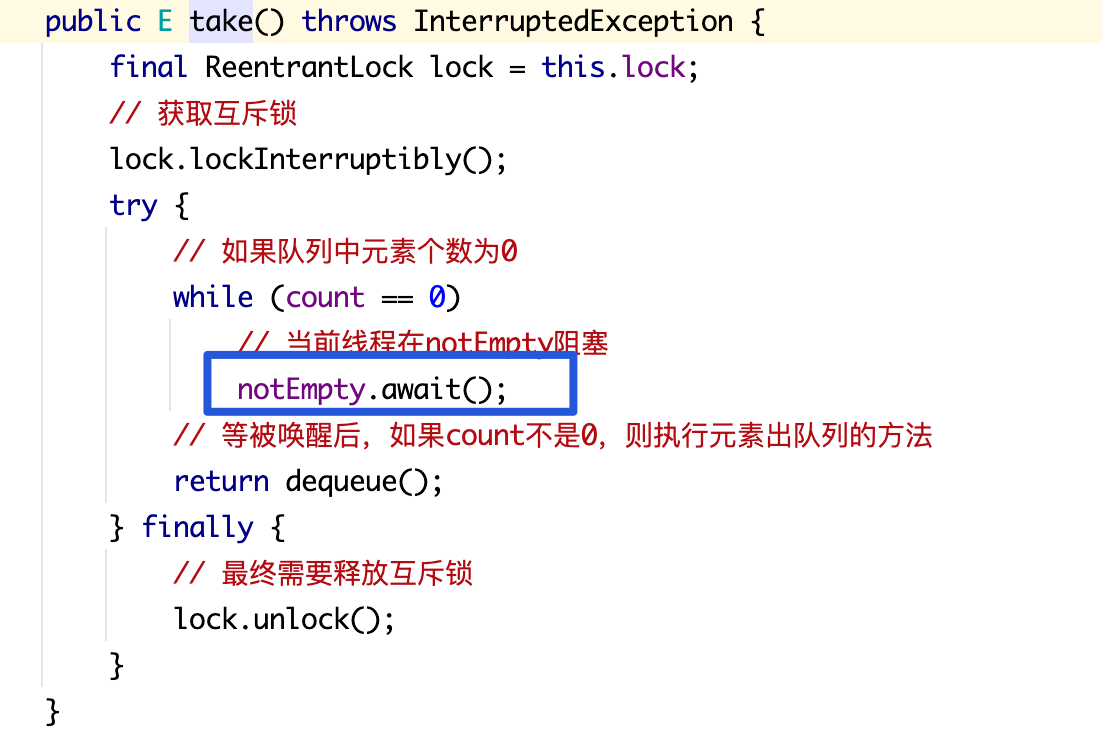 public E take() throws InterruptedException {
final ReentrantLock lock = this.lock;
// 获取互斥锁
lock.lockInterruptibly();
try {
// 如果队列中元素个数为0
while (count == 0)
// 当前线程在notEmpty阻塞
notEmpty.await();
// 等被唤醒后，如果count不是0，则执行元素出队列的方法
return dequeue();
} finally {
// 最终需要释放互斥锁
lock.unlock();
}
}